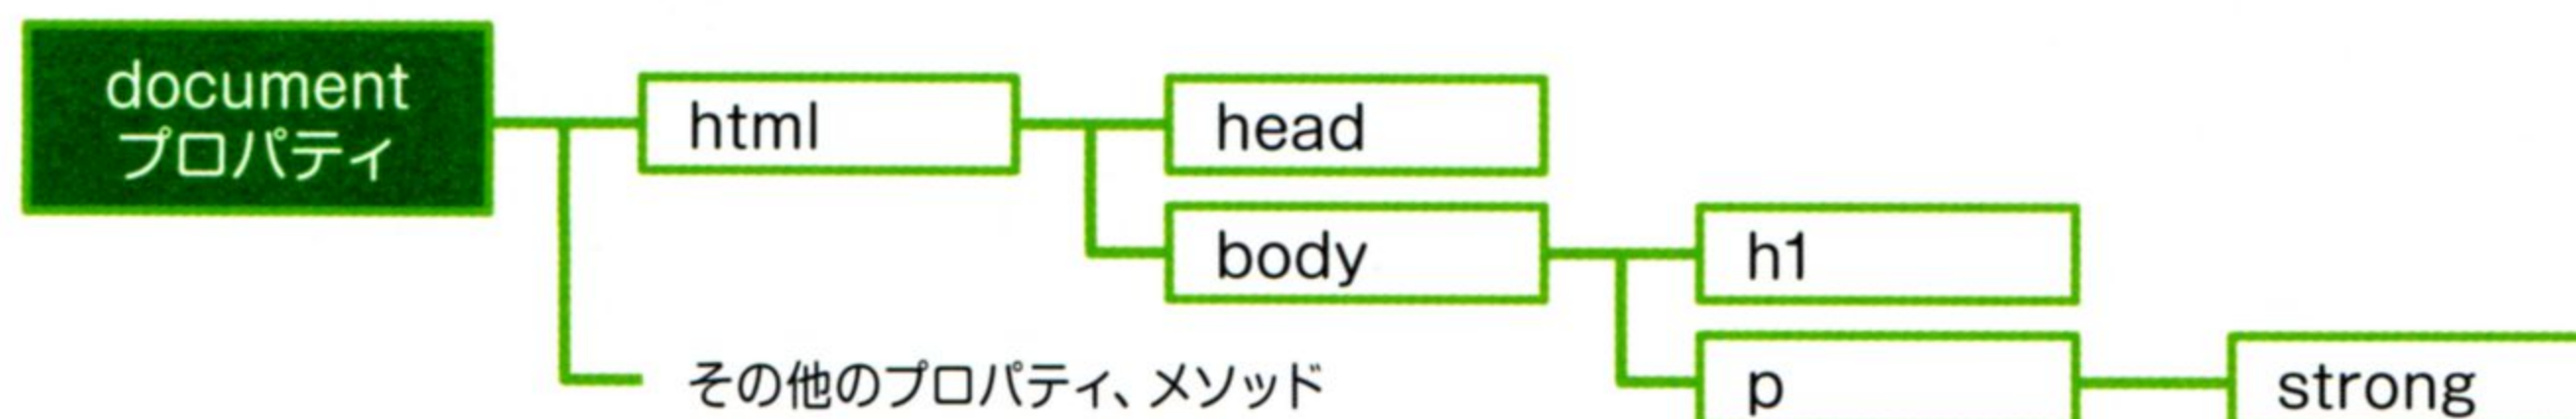 document
プロパティ
html
head
body
h1
その他のプロパティ、メソッド
p
strong